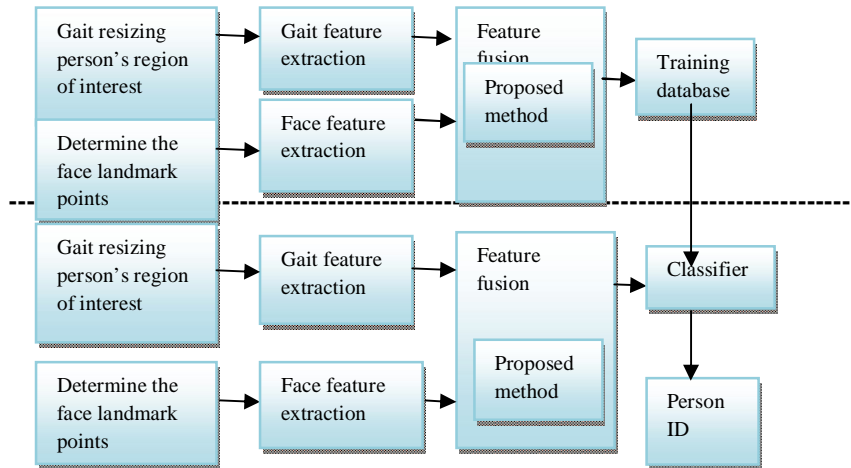 Gait resizing
person's region
of interest
Gait feature
extraction
Feature
fusion
Proposed
method
Training
database
Determine the
face landmark
points
Face feature
extraction
Gait resizing
person's region
of interest
Gait feature
extraction
Feature
fusion
Proposed
method
Classifier
Determine the
face landmark
points
Face feature
extraction
Person
ID